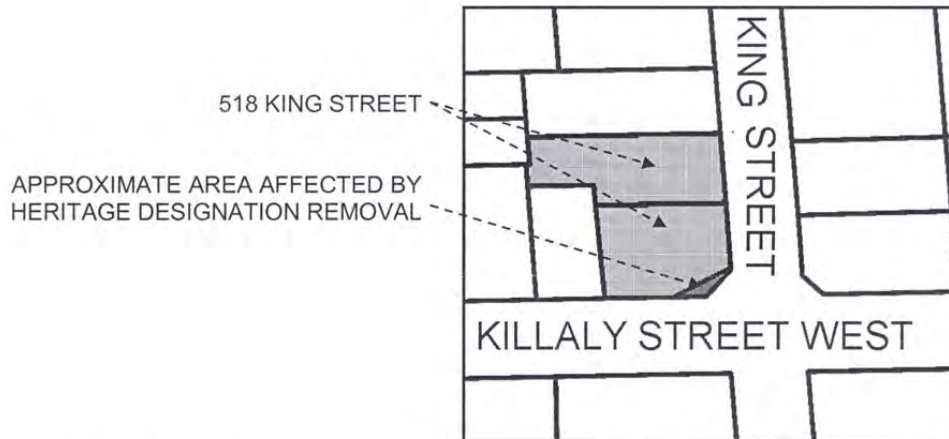 518 KING STREET
APPROXIMATE AREA AFFECTED BY
HERITAGE DESIGNATION REMOVAL
KING STREET
KILLALY STREET WEST